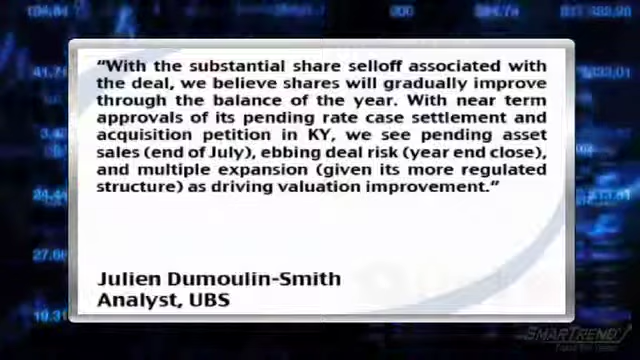 “With the substantial share selloff associated with
the deal, we believe shares will gradually improve
through the balance of the year. With near term
approvals of its pending rate case settlement and
acquisition petition in KY, we see pending asset
sales (end of July), ebbing deal risk (year end close),
and multiple expansion (given its more regulated
structure) as driving valuation improvement.”
Julien Dumoulin-Smith
Analyst, UBS
SMARTREND